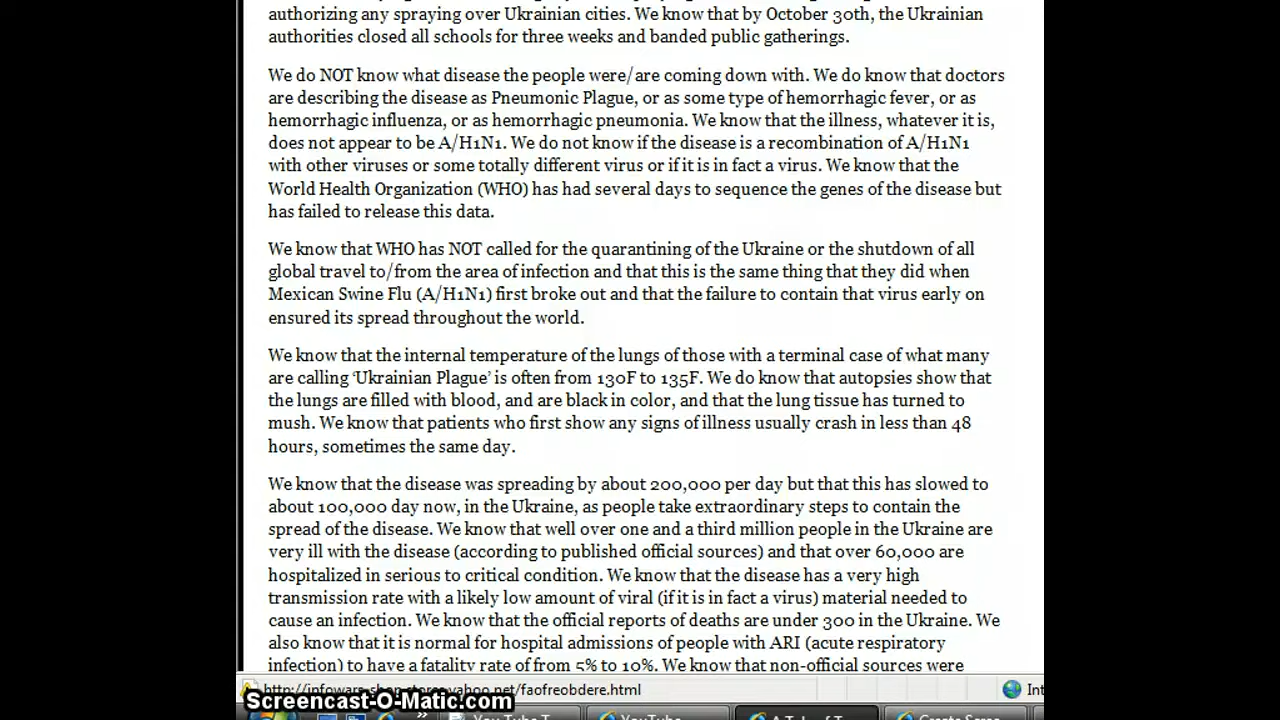 authorizing any spraying over Ukrainian cities. We know that by October 30th, the Ukrainian
authorities closed all schools for three weeks and banded public gatherings.
We do NOT know what disease the people were/are coming down with. We do know that doctors
are describing the disease as Pneumonic Plague, or as some type of hemorrhagic fever, or as
hemorrhagic influenza, or as hemorrhagic pneumonia. We know that the illness, whatever it is,
does not appear to be A/H1N1. We do not know if the disease is a recombination of A/H1N1
with other viruses or some totally different virus or if it is in fact a virus. We know that the
World Health Organization (WHO) has had several days to sequence the genes of the disease but
has failed to release this data.
We know that WHO has NOT called for the quarantining of the Ukraine or the shutdown of all
global travel to/from the area of infection and that this is the same thing that they did when
Mexican Swine Flu (A/H1N1) first broke out and that the failure to contain that virus early on
ensured its spread throughout the world.
We know that the internal temperature of the lungs of those with a terminal case of what many
are calling ‘Ukrainian Plague’ is often from 130F to 135F. We do know that autopsies show that
the lungs are filled with blood, and are black in color, and that the lung tissue has turned to
mush. We know that patients who first show any signs of illness usually crash in less than 48
hours, sometimes the same day.
We know that the disease was spreading by about 200,000 per day but that this has slowed to
about 100,000 day now, in the Ukraine, as people take extraordinary steps to contain the
spread of the disease. We know that well over one and a third million people in the Ukraine are
very ill with the disease (according to published official sources) and that over 60,000 are
hospitalized in serious to critical condition. We know that the disease has a very high
transmission rate with a likely low amount of viral (if it is in fact a virus) material needed to
cause an infection. We know that the official reports of deaths are under 300 in the Ukraine. We
also know that it is normal for hospital admissions of people with ARI (acute respiratory
infection) to have a fatality rate of from 5% to 10%. We know that non-official sources were
http://infowars-shop.stores.yahoo.net/faofreobdere.html
Int
Screencast-O-Matic.com
You Tube T
YouTube
A Tale of T
Create Scree